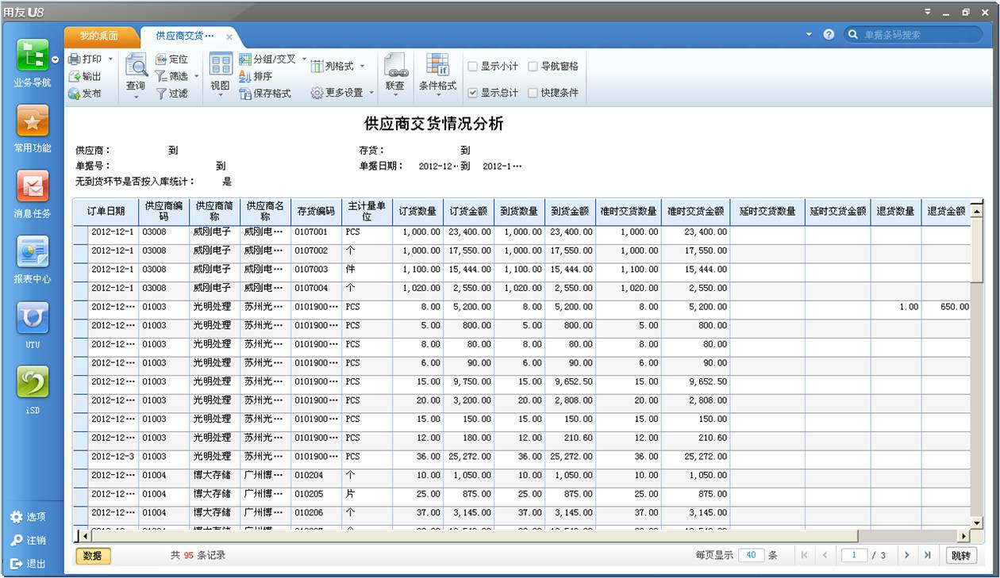 用友U8
我的桌面 供应商交货… 单据条码搜索
业务导航
常用功能
消息任务
报表中心
UTU
iSD
选项
注销
退出
打印 输出 发布 查询 定位 筛选 过滤 视图 分组/交叉 排序 保存格式 列格式 更多设置 联查 条件格式 显示小计 导航窗格 显示总计 快捷条件
供应商交货情况分析
供应商： 到 存货： 到
单据号： 到 单据日期： 2012-12… 到 2012-1…
无到货环节是否按入库统计： 是
订单日期 供应商编码 供应商简称 供应商名称 存货编码 主计量单位 订货数量 订货金额 到货数量 到货金额 准时交货数量 准时交货金额 延时交货数量 延时交货金额 退货数量 退货金额
2012-12-1 03008 威刚电子 威刚电… 0107001 PCS 1,000.00 23,400.00 1,000.00 23,400.00 1,000.00 23,400.00
2012-12-1 03008 威刚电子 威刚电… 0107002 个 1,000.00 17,550.00 1,000.00 17,550.00 1,000.00 17,550.00
2012-12-1 03008 威刚电子 威刚电… 0107003 件 1,100.00 15,444.00 1,100.00 15,444.00 1,100.00 15,444.00
2012-12-1 03008 威刚电子 威刚电… 0107004 个 1,020.00 2,550.00 1,020.00 2,550.00 1,020.00 2,550.00
2012-12… 01003 光明处理 苏州光… 0101900… PCS 8.00 5,200.00 8.00 5,200.00 8.00 5,200.00 1.00 650.00
2012-12… 01003 光明处理 苏州光… 0101900… PCS 5.00 800.00 5.00 800.00 5.00 800.00
2012-12… 01003 光明处理 苏州光… 0101900… PCS 8.00 80.00 8.00 80.00 8.00 80.00
2012-12… 01003 光明处理 苏州光… 0101900… PCS 6.00 90.00 6.00 90.00 6.00 90.00
2012-12… 01003 光明处理 苏州光… 0101900… PCS 15.00 9,750.00 15.00 9,652.50 15.00 9,652.50
2012-12… 01003 光明处理 苏州光… 0101900… PCS 20.00 3,200.00 20.00 2,808.00 20.00 2,808.00
2012-12… 01003 光明处理 苏州光… 0101900… PCS 15.00 150.00 15.00 150.00 15.00 150.00
2012-12… 01003 光明处理 苏州光… 0101900… PCS 12.00 180.00 12.00 210.60 12.00 210.60
2012-12-3 01003 光明处理 苏州光… 0101900… PCS 36.00 25,272.00 36.00 25,272.00 36.00 25,272.00
2012-12… 01004 博大存储 广州博… 010204 个 10.00 1,050.00 10.00 1,050.00 10.00 1,050.00
2012-12… 01004 博大存储 广州博… 010205 片 25.00 875.00 25.00 875.00 25.00 875.00
2012-12… 01004 博大存储 广州博… 010206 个 37.00 3,145.00 37.00 3,145.00 37.00 3,145.00
数据 共 95 条记录 每页显示 40 条 1 / 3 跳转